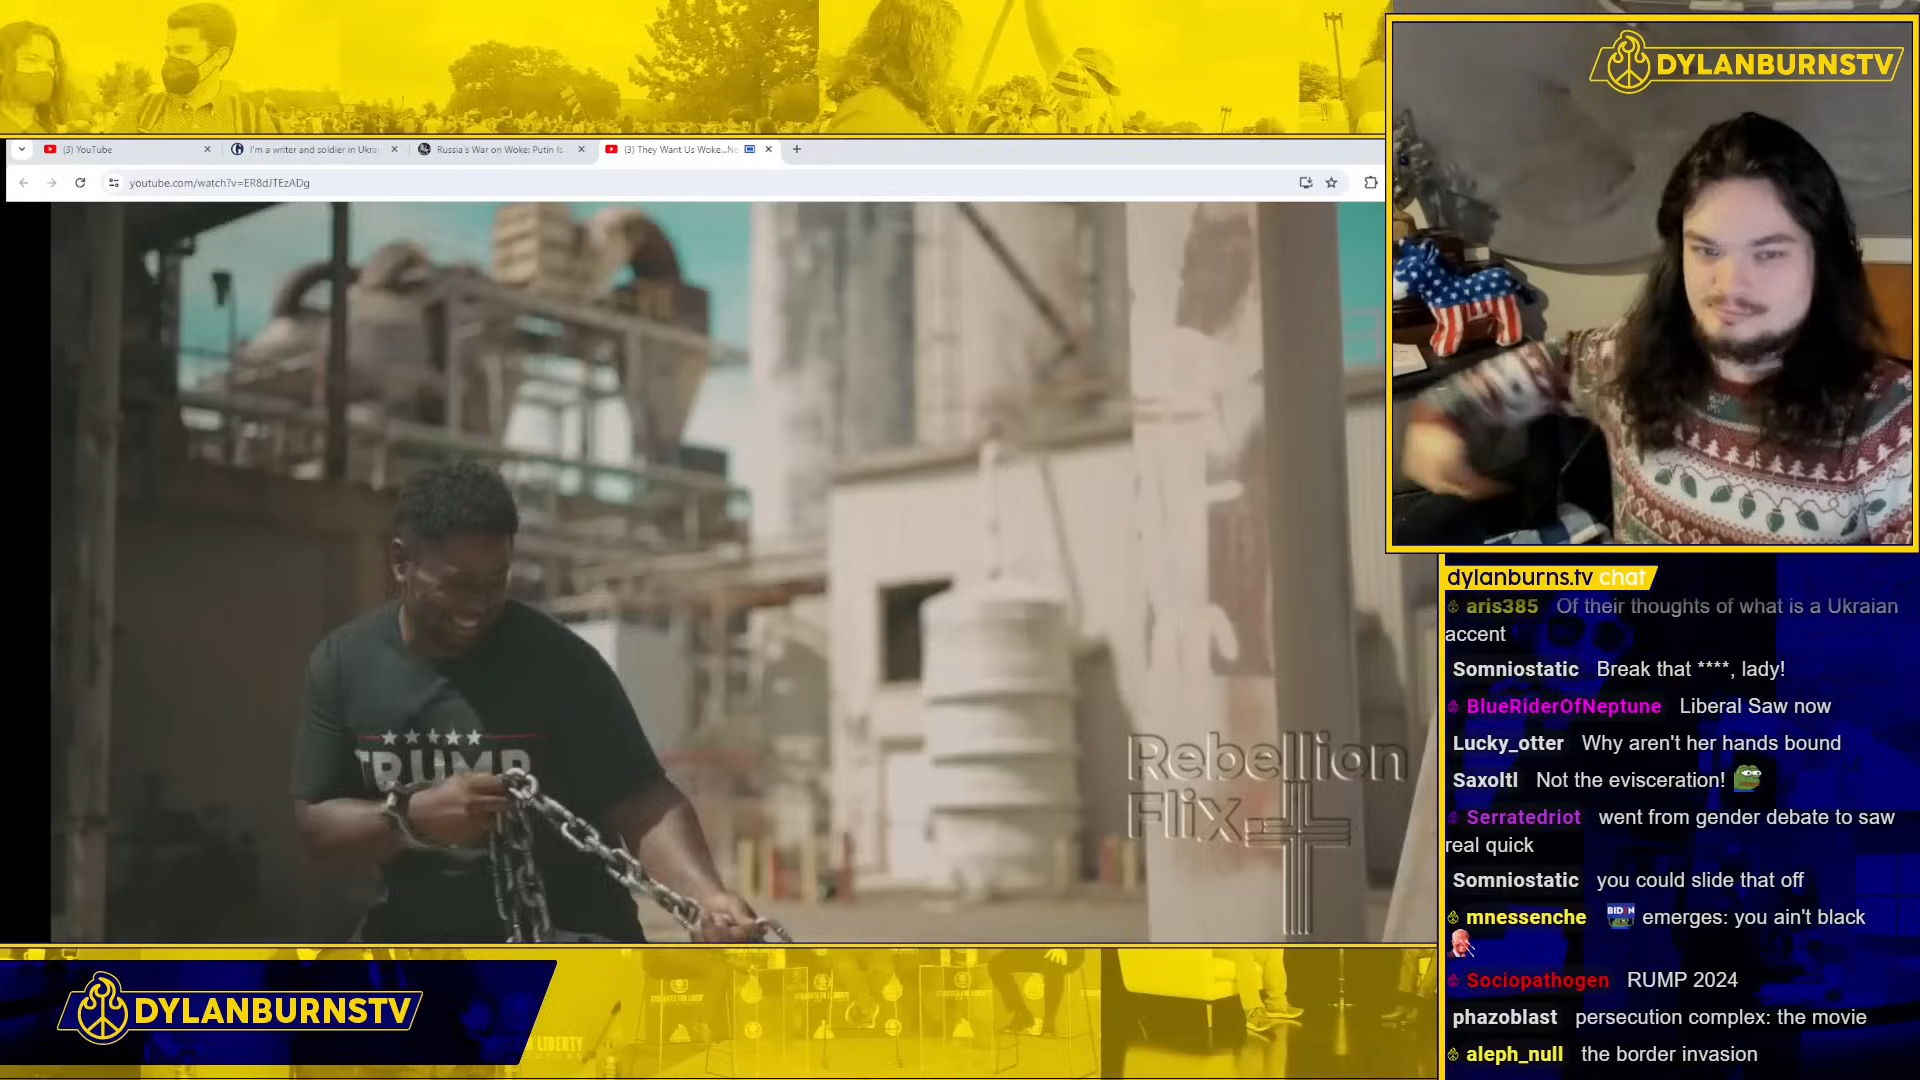 DYLANBURNSTV
(3) YouTube
I'm a writer and soldier in Ukrai
Russia's War on Woke: Putin Is
(3) They Want Us Woke...No
youtube.com/watch?v=ER8dJTEzADg
TRUMP
Rebellion
Flix
dylanburns.tv chat
aris385 Of their thoughts of what is a Ukraian
accent
Somniostatic Break that ****, lady!
BlueRiderOfNeptune Liberal Saw now
Lucky_otter Why aren't her hands bound
Saxoltl Not the evisceration!
Serratedriot went from gender debate to saw
real quick
Somniostatic you could slide that off
mnessenche BIDEN emerges: you ain't black
Sociopathogen RUMP 2024
phazoblast persecution complex: the movie
aleph_null the border invasion
DYLANBURNSTV
LIBERTY